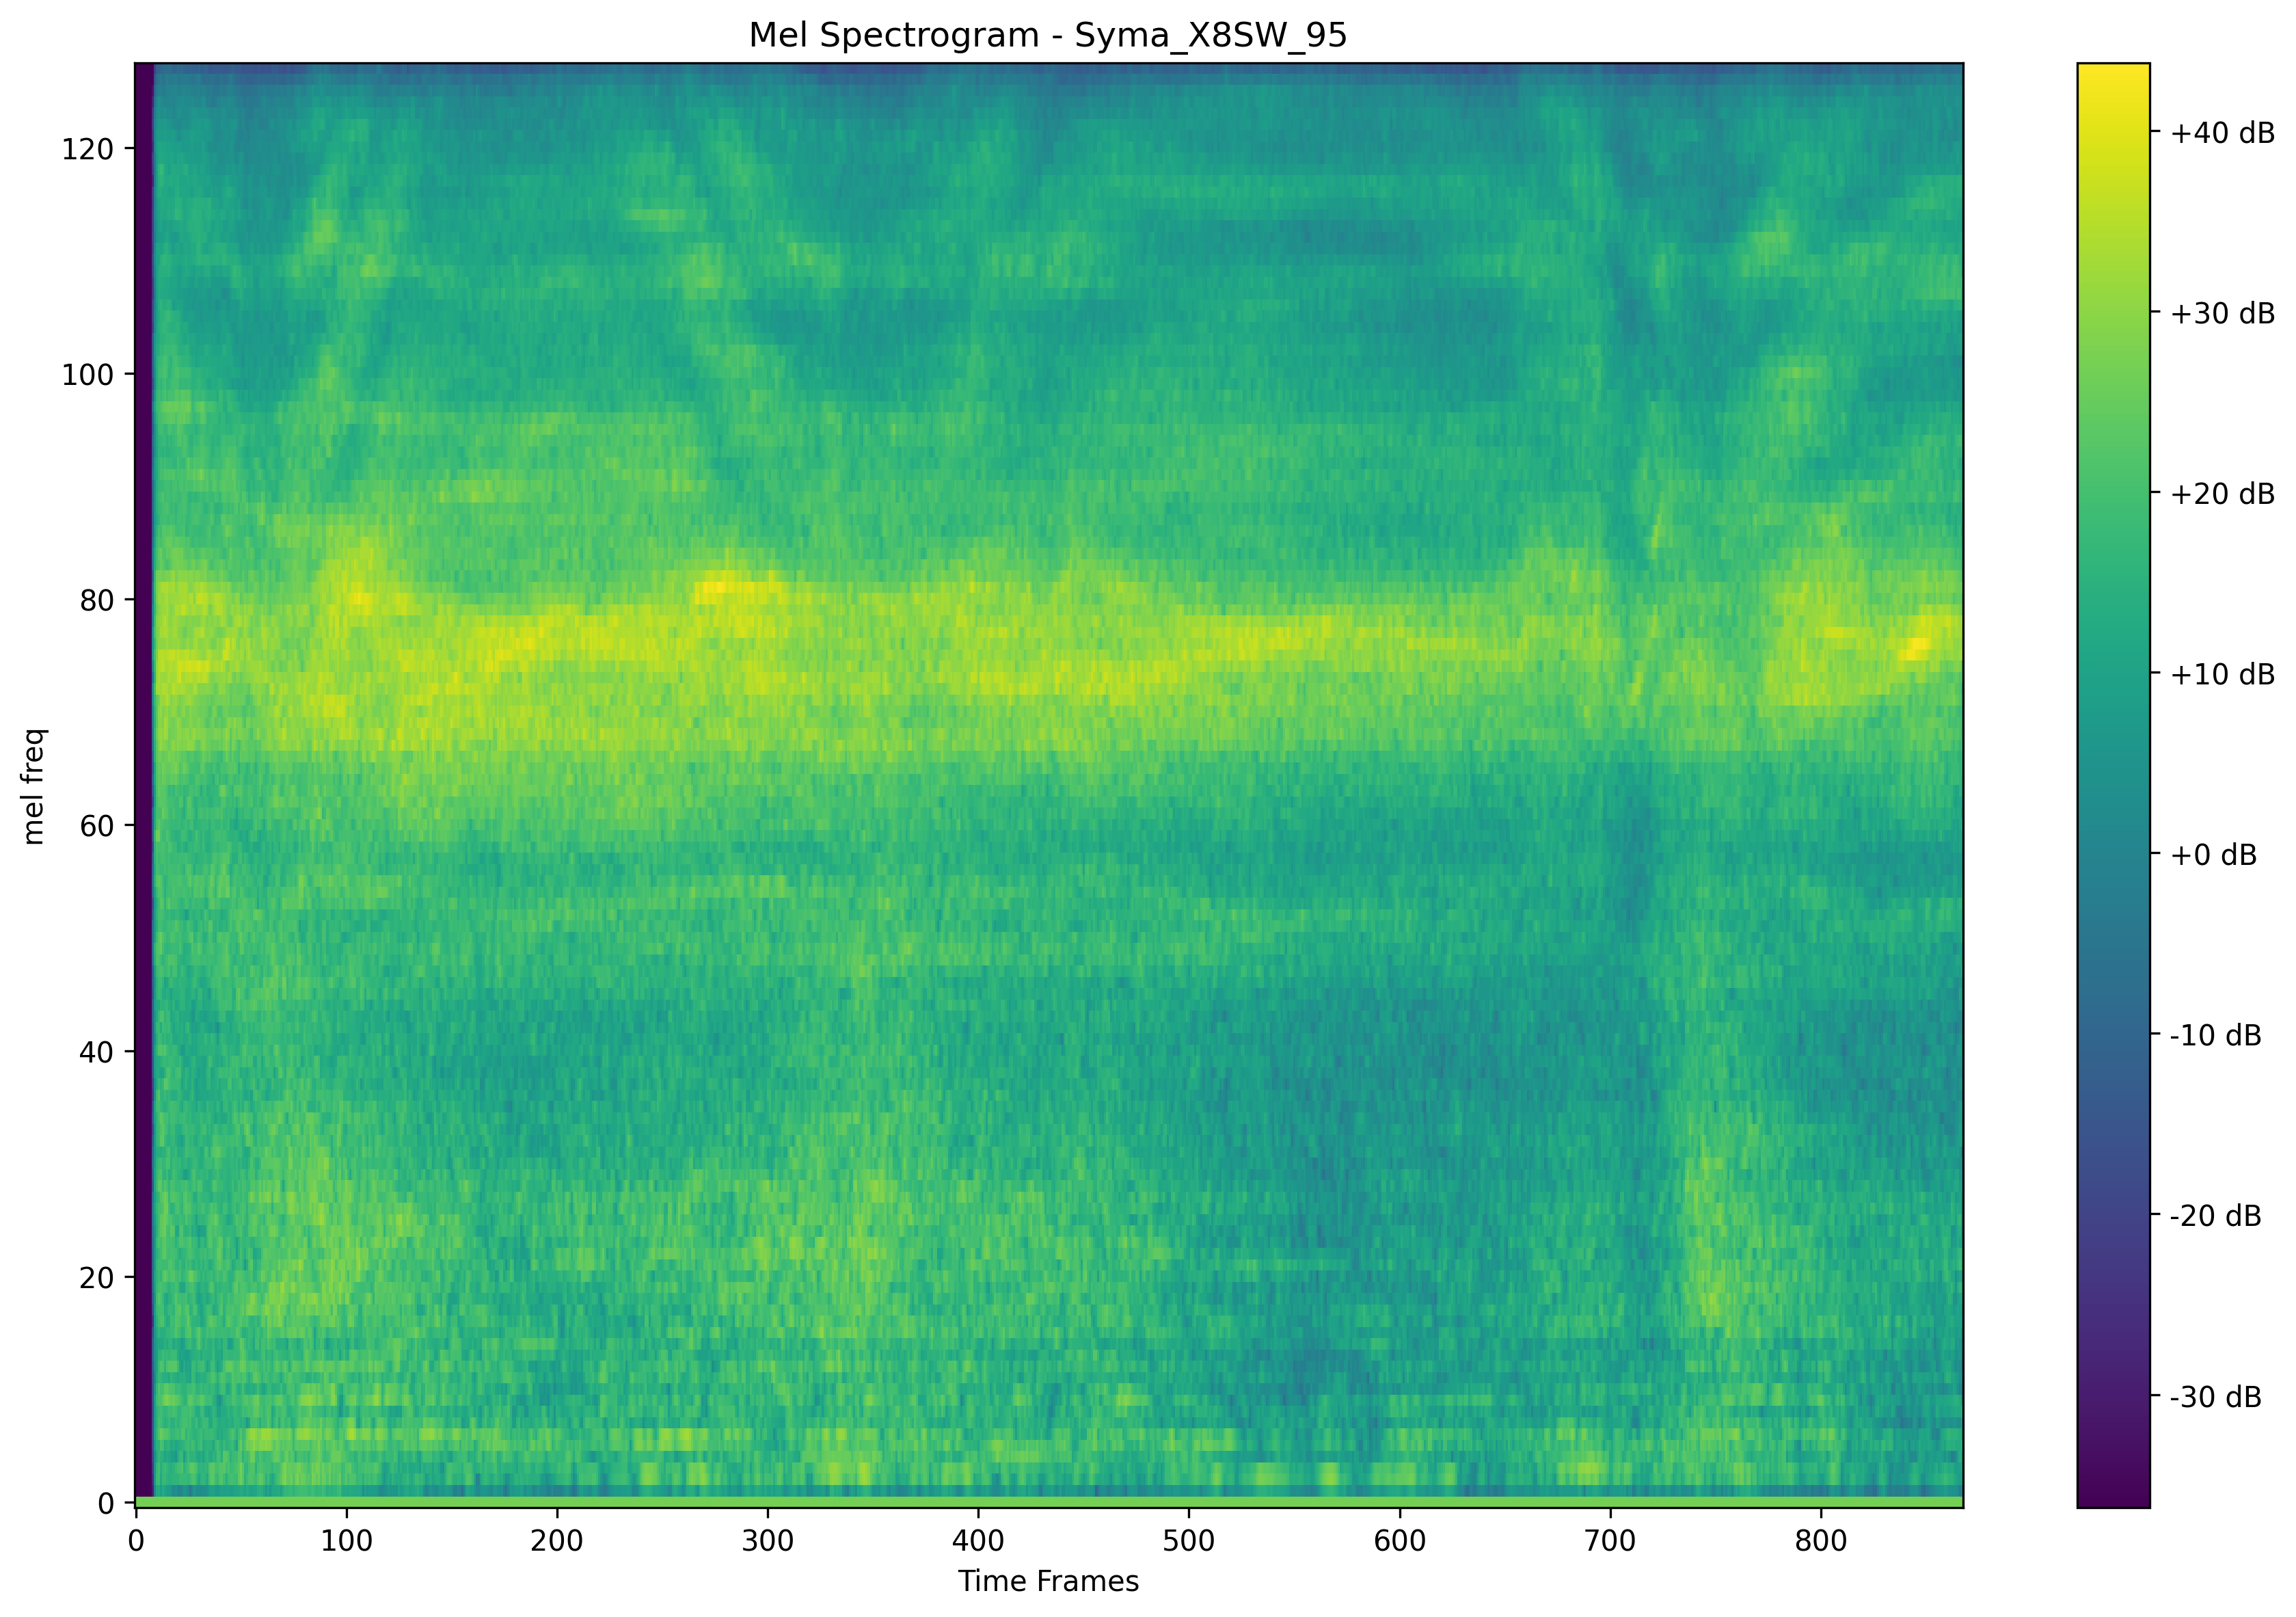 Mel Spectrogram - Syma_X8SW_95
mel freq
120
100
80
60
40
20
0
0 100 200 300 400 500 600 700 800
Time Frames
+40 dB
+30 dB
+20 dB
+10 dB
+0 dB
-10 dB
-20 dB
-30 dB